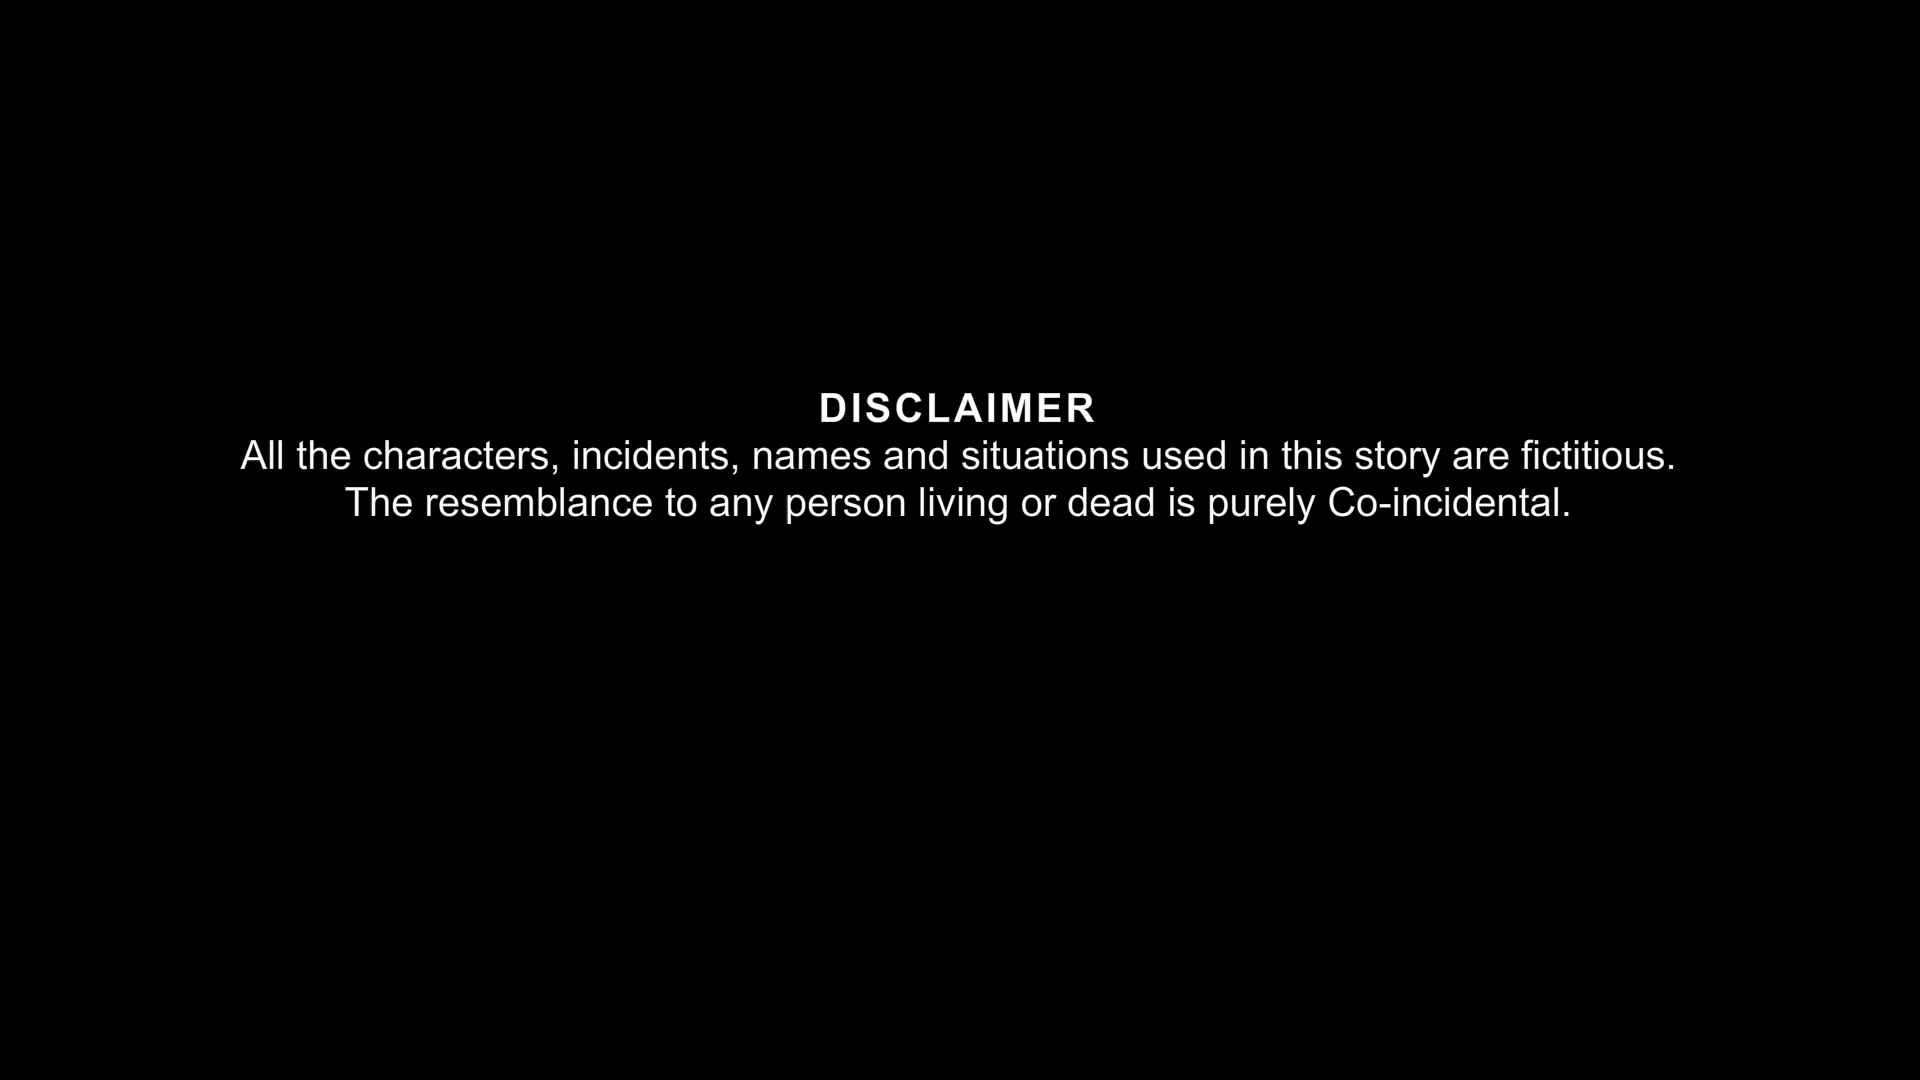 DISCLAIMER
All the characters, incidents, names and situations used in this story are fictitious.
The resemblance to any person living or dead is purely Co-incidental.